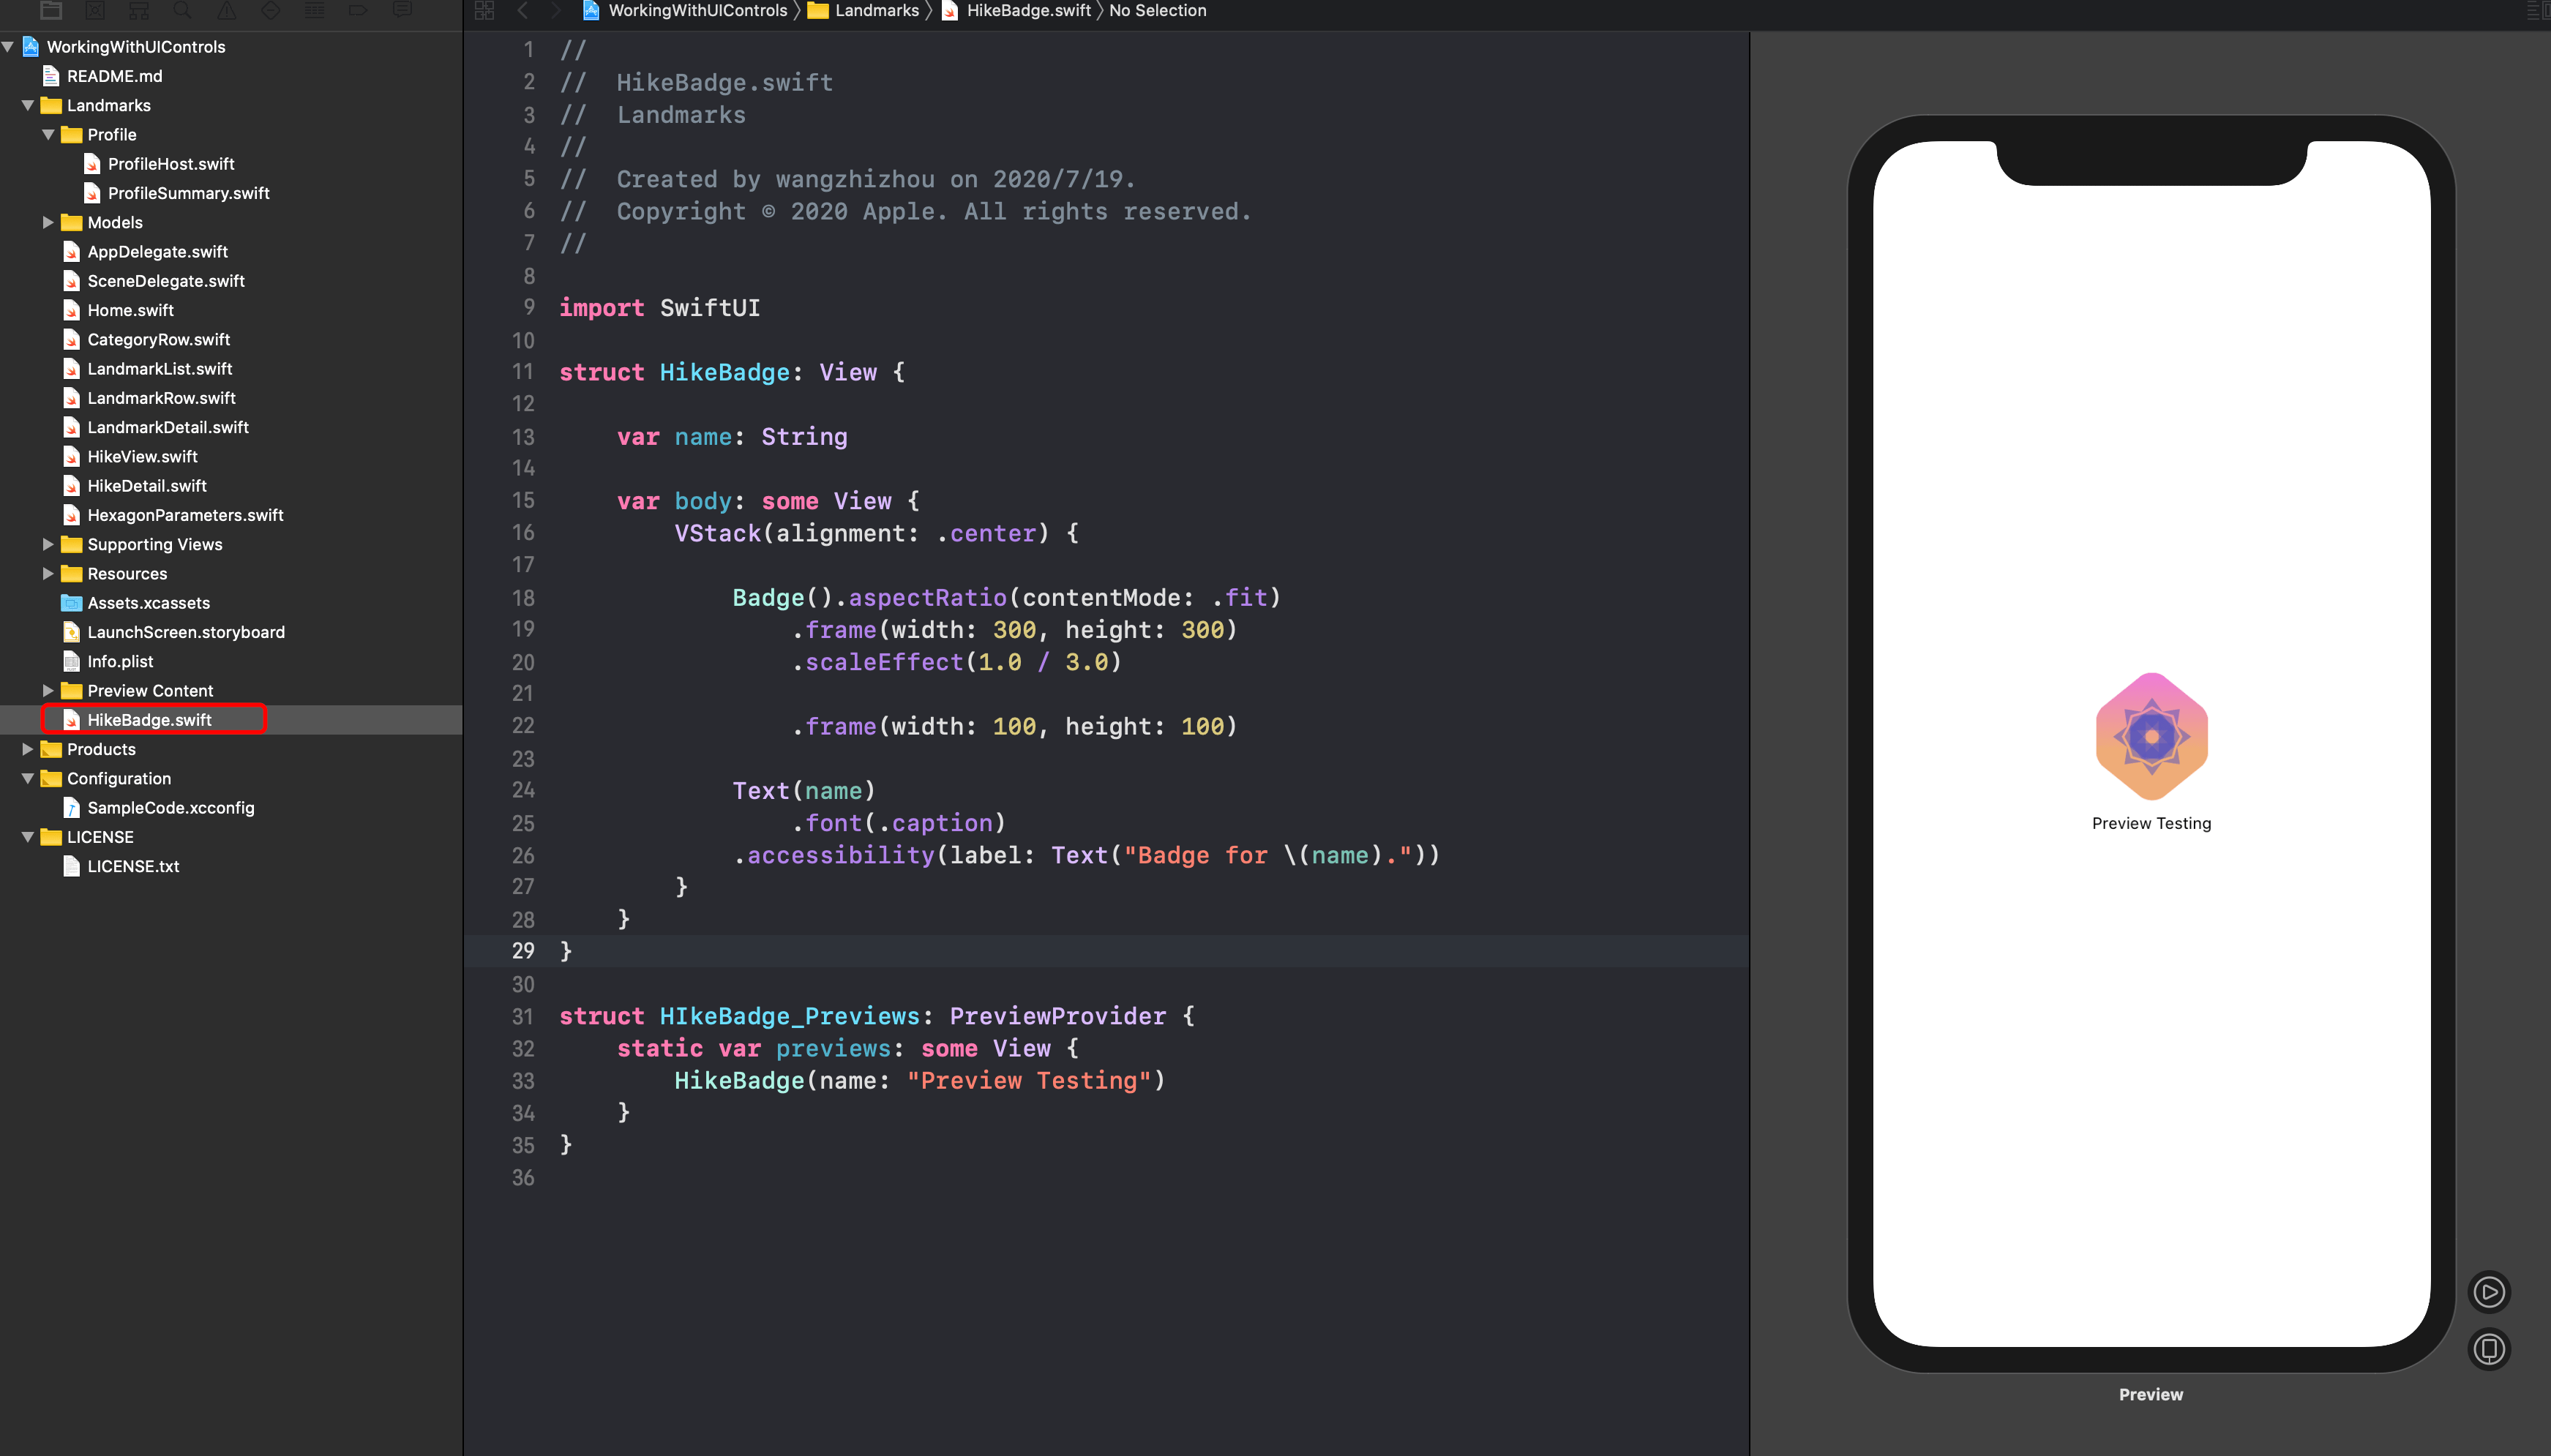 WorkingWithUIControls
README.md
Landmarks
Profile
ProfileHost.swift
ProfileSummary.swift
Models
AppDelegate.swift
SceneDelegate.swift
Home.swift
CategoryRow.swift
LandmarkList.swift
LandmarkRow.swift
LandmarkDetail.swift
HikeView.swift
HikeDetail.swift
HexagonParameters.swift
Supporting Views
Resources
Assets.xcassets
LaunchScreen.storyboard
Info.plist
Preview Content
HikeBadge.swift
Products
Configuration
SampleCode.xcconfig
LICENSE
LICENSE.txt
WorkingWithUIControls 〉 Landmarks 〉 HikeBadge.swift 〉 No Selection
1 //
2 //  HikeBadge.swift
3 //  Landmarks
4 //
5 //  Created by wangzhizhou on 2020/7/19.
6 //  Copyright © 2020 Apple. All rights reserved.
7 //
8
9 import SwiftUI
10
11 struct HikeBadge: View {
12
13     var name: String
14
15     var body: some View {
16         VStack(alignment: .center) {
17
18             Badge().aspectRatio(contentMode: .fit)
19                 .frame(width: 300, height: 300)
20                 .scaleEffect(1.0 / 3.0)
21
22                 .frame(width: 100, height: 100)
23
24             Text(name)
25                 .font(.caption)
26             .accessibility(label: Text("Badge for \(name)."))
27         }
28     }
29 }
30
31 struct HIkeBadge_Previews: PreviewProvider {
32     static var previews: some View {
33         HikeBadge(name: "Preview Testing")
34     }
35 }
36
Preview Testing
Preview